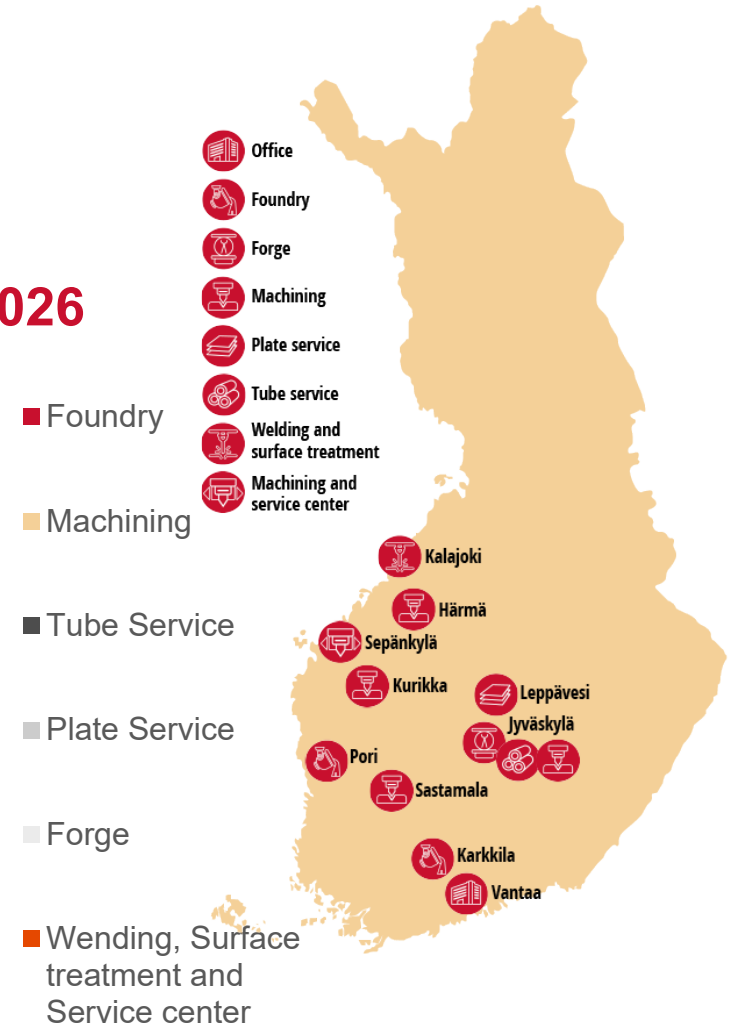 Office
Foundry
Forge
Machining
Plate service
Tube service
Welding and
surface treatment
Machining and
service center
026
Foundry
Machining
Tube Service
Plate Service
Forge
Wending, Surface
treatment and
Service center
Kalajoki
Härmä
Sepänkylä
Kurikka
Leppävesi
Jyväskylä
Pori
Sastamala
Karkkila
Vantaa